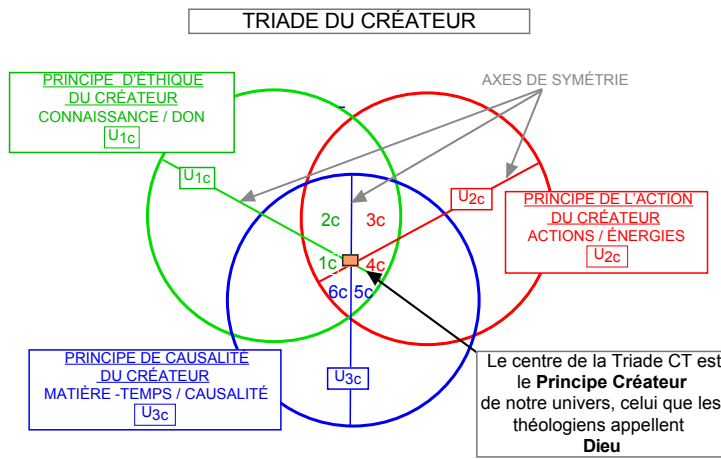 TRIADE DU CRÉATEUR
PRINCIPE D'ÉTHIQUE
DU CRÉATEUR
CONNAISSANCE / DON
U1c
AXES DE SYMÉTRIE
U1c
U2c
PRINCIPE DE L'ACTION
DU CRÉATEUR
ACTIONS / ÉNERGIES
U2c
2c 3c
1c 4c
6c 5c
PRINCIPE DE CAUSALITÉ
DU CRÉATEUR
MATIÈRE -TEMPS / CAUSALITÉ
U3c
U3c
Le centre de la Triade CT est
le Principe Créateur
de notre univers, celui que les
théologiens appellent
Dieu